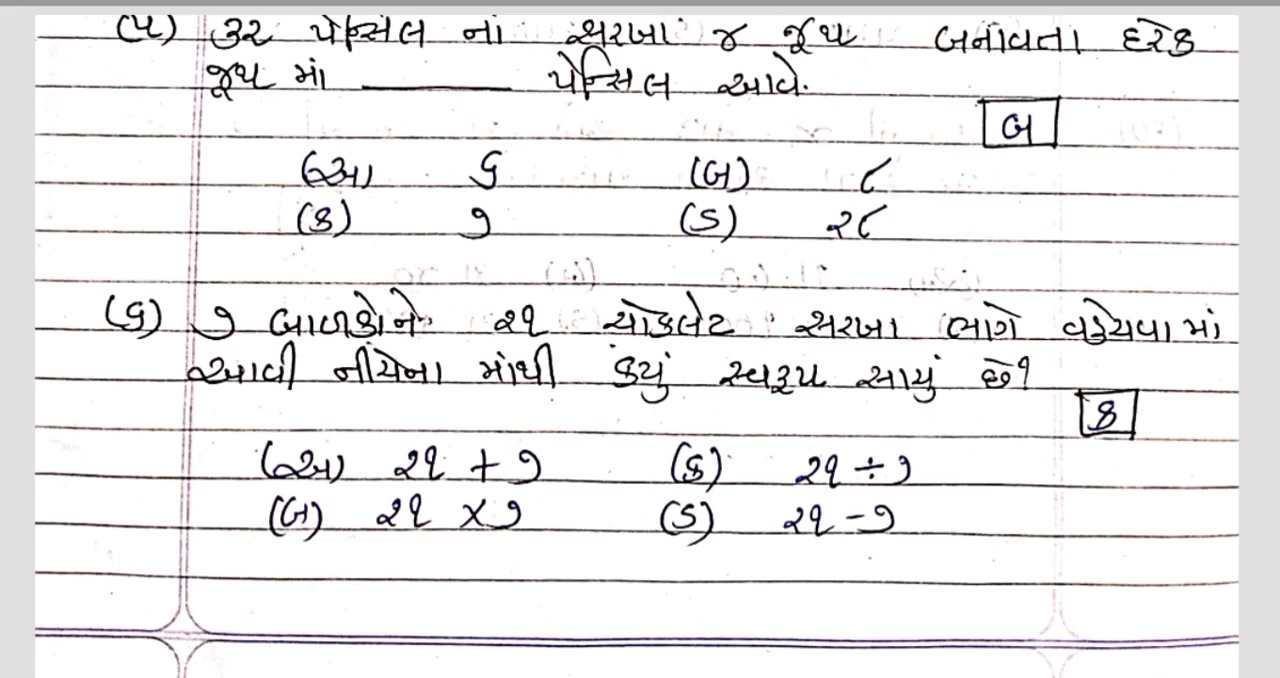 (૫) ૩૨ પેન્સિલ નાં સરખાં ૪ જૂથ બનાવતા દરેક
જૂથ માં ______ પેન્સિલ આવે.
બ
(અ) ૬ (બ) ૮
(ક) ૭ (ડ) ૨૮
(૬) ૭ બાળકોને ૨૧ ચોકલેટ સરખા ભાગે વહેચવા માં
આવી નીચેના માંથી કયું સ્વરૂપ સાચું છે?
ક
(અ) ૨૧ + ૭ (ક) ૨૧ ÷ ૭
(બ) ૨૧ × ૭ (ડ) ૨૧ - ૭